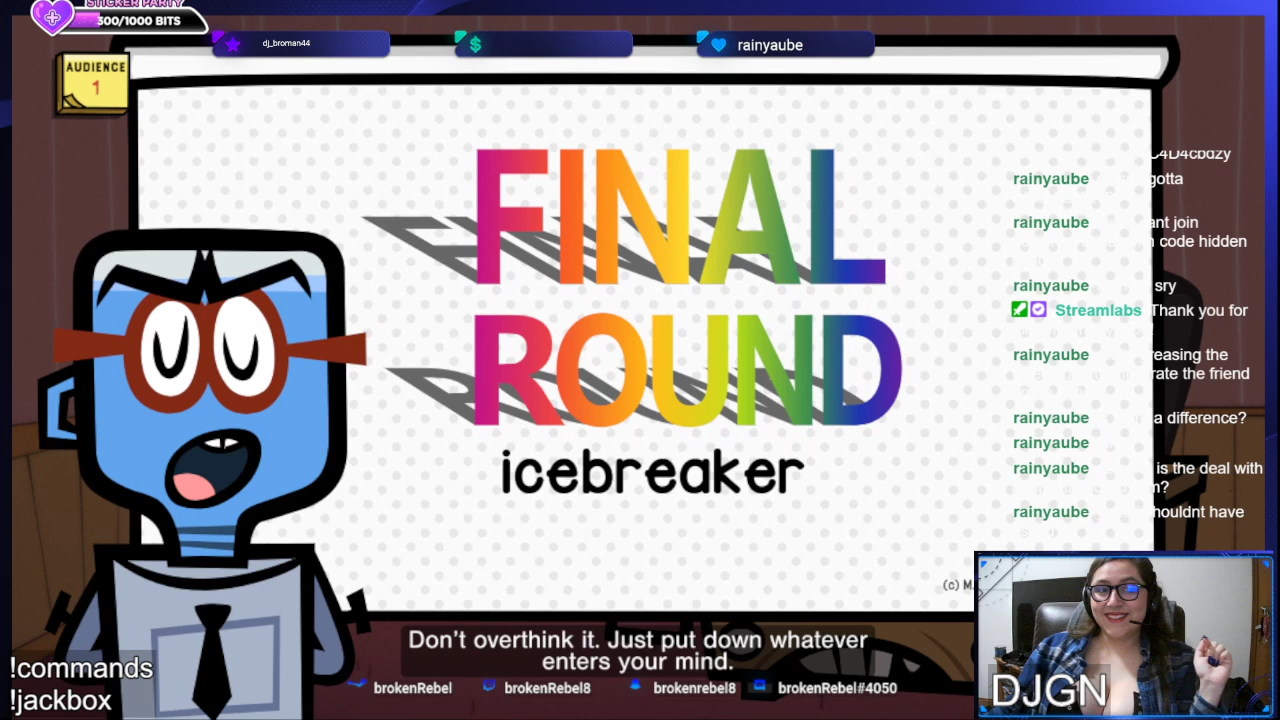 STICKER PARTY
300/1000 BITS
dj_broman44
$
rainyaube
AUDIENCE
1
FINAL
ROUND
icebreaker
C4D4cbdzy
rainyaube gotta
rainyaube ant join
code hidden
rainyaube sry
Streamlabs Thank you for
rainyaube reasing the
rate the friend
rainyaube a difference?
rainyaube
rainyaube is the deal with
m?
rainyaube houldnt have
(c) M
Don't overthink it. Just put down whatever
enters your mind.
!commands
!jackbox
brokenRebel brokenRebel8 brokenrebel8 brokenRebel#4050
DJGN